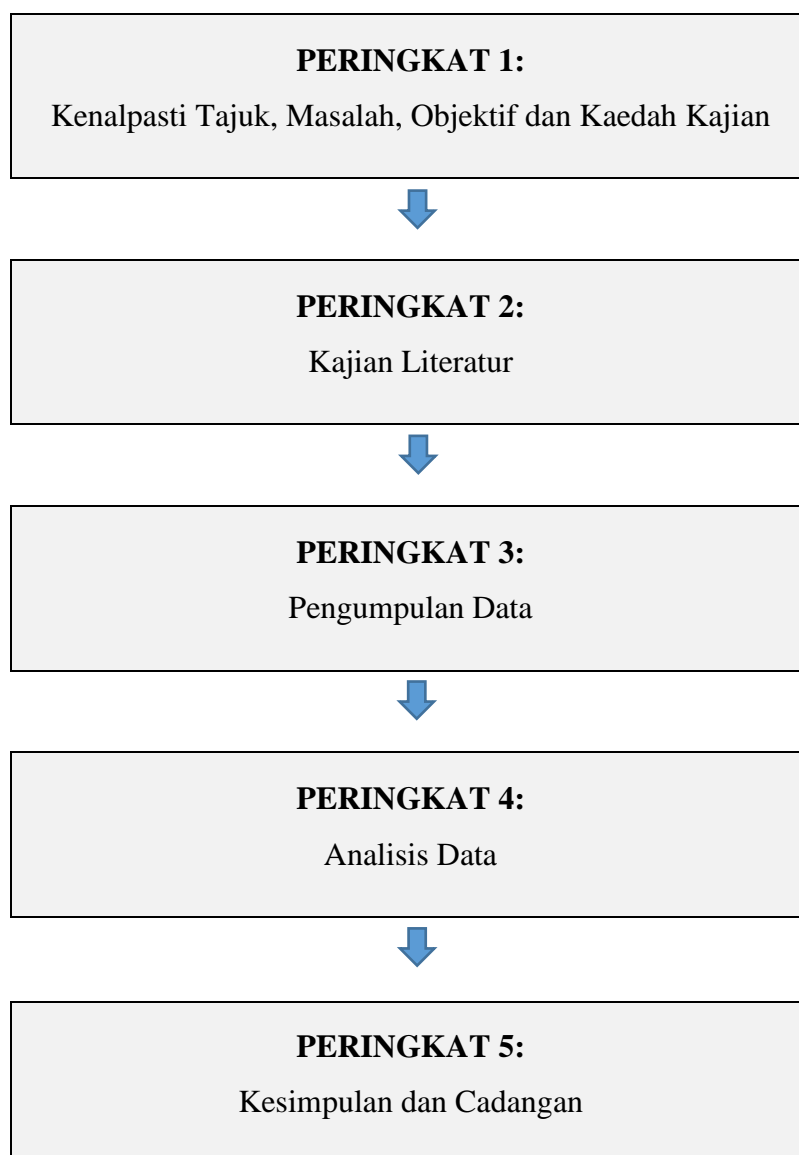 PERINGKAT 1:
Kenalpasti Tajuk, Masalah, Objektif dan Kaedah Kajian
PERINGKAT 2:
Kajian Literatur
PERINGKAT 3:
Pengumpulan Data
PERINGKAT 4:
Analisis Data
PERINGKAT 5:
Kesimpulan dan Cadangan